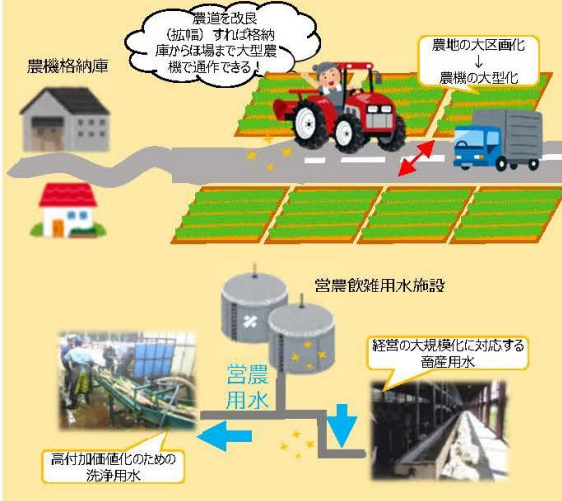 農道を改良
(拡幅)すれば格納
庫からほ場まで大型農
機で通作できる!
農機格納庫
農地の大区画化
↓
農機の大型化
営農飲雑用水施設
経営の大規模化に対応する
畜産用水
営農
用水
高付加価値化のための
洗浄用水